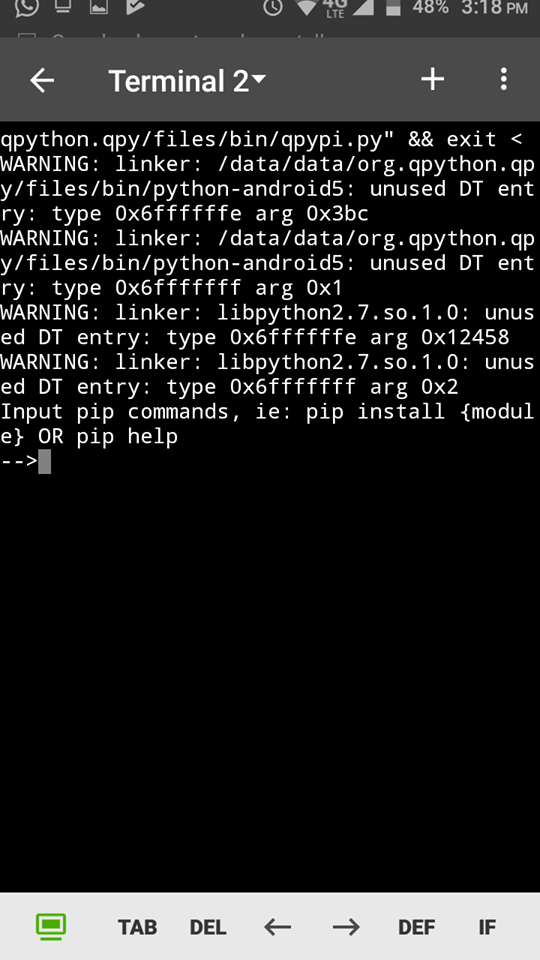 4G
LTE
48%
3:18 PM
Terminal 2
qpython.qpy/files/bin/qpypi.py" && exit <
WARNING: linker: /data/data/org.qpython.qp
y/files/bin/python-android5: unused DT ent
ry: type 0x6ffffffe arg 0x3bc
WARNING: linker: /data/data/org.qpython.qp
y/files/bin/python-android5: unused DT ent
ry: type 0x6fffffff arg 0x1
WARNING: linker: libpython2.7.so.1.0: unus
ed DT entry: type 0x6ffffffe arg 0x12458
WARNING: linker: libpython2.7.so.1.0: unus
ed DT entry: type 0x6fffffff arg 0x2
Input pip commands, ie: pip install {modul
e} OR pip help
-->
TAB DEL ← → DEF IF